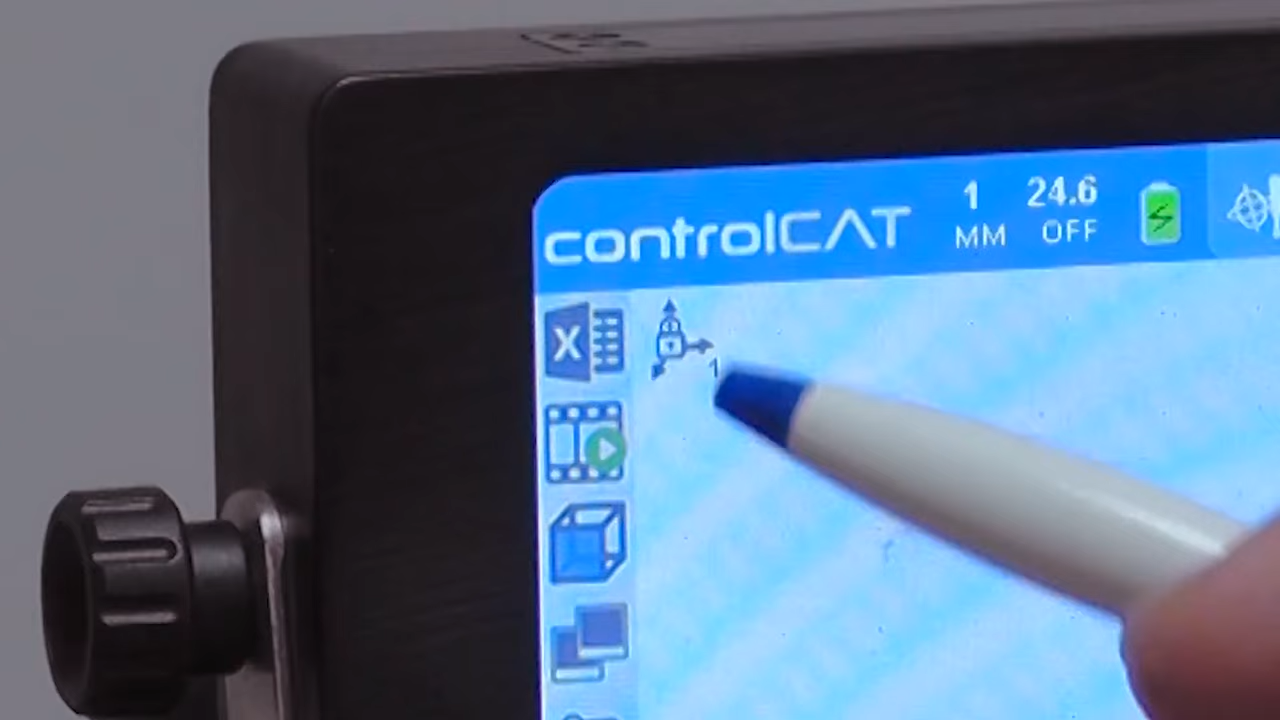 controlCAT
1 24.6
MM OFF
X
1